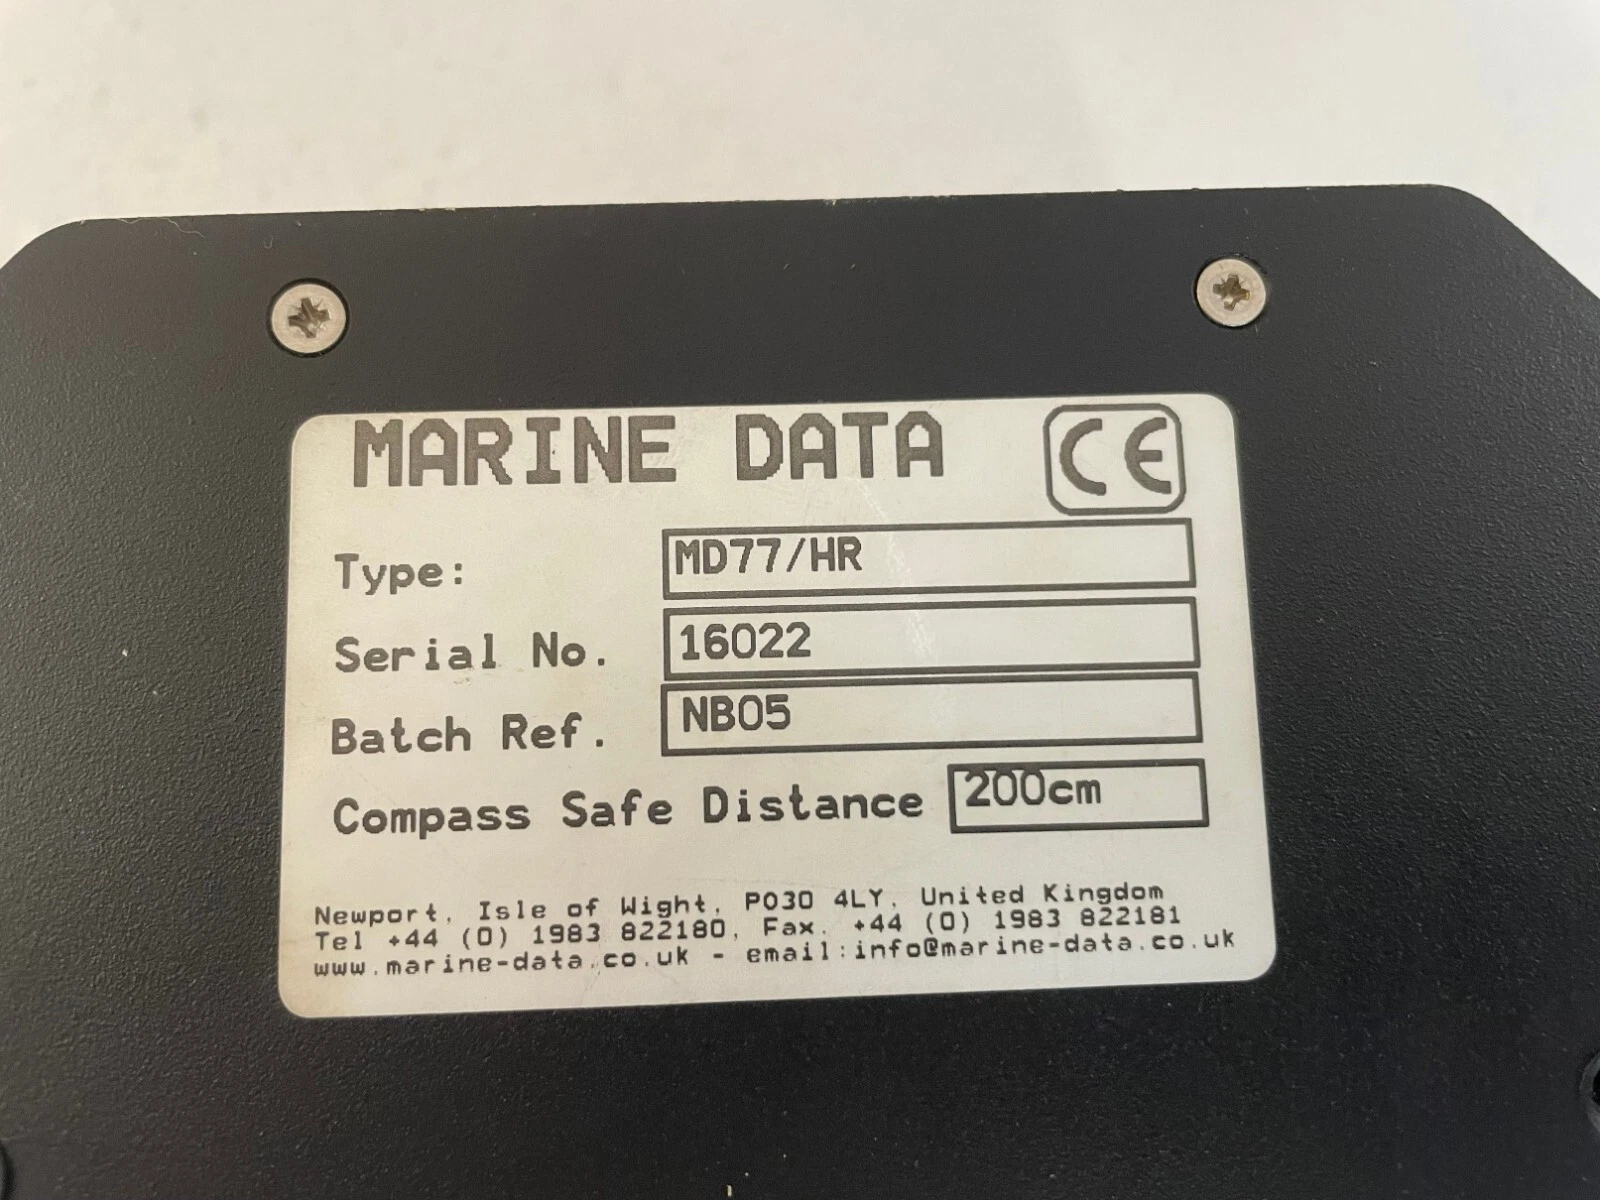 MARINE DATA CE
Type: MD77/HR
Serial No. 16022
Batch Ref. NB05
Compass Safe Distance 200cm
Newport, Isle of Wight, PO30 4LY, United Kingdom
Tel +44 (0) 1983 822180, Fax. +44 (0) 1983 822181
www.marine-data.co.uk - email:info@marine-data.co.uk